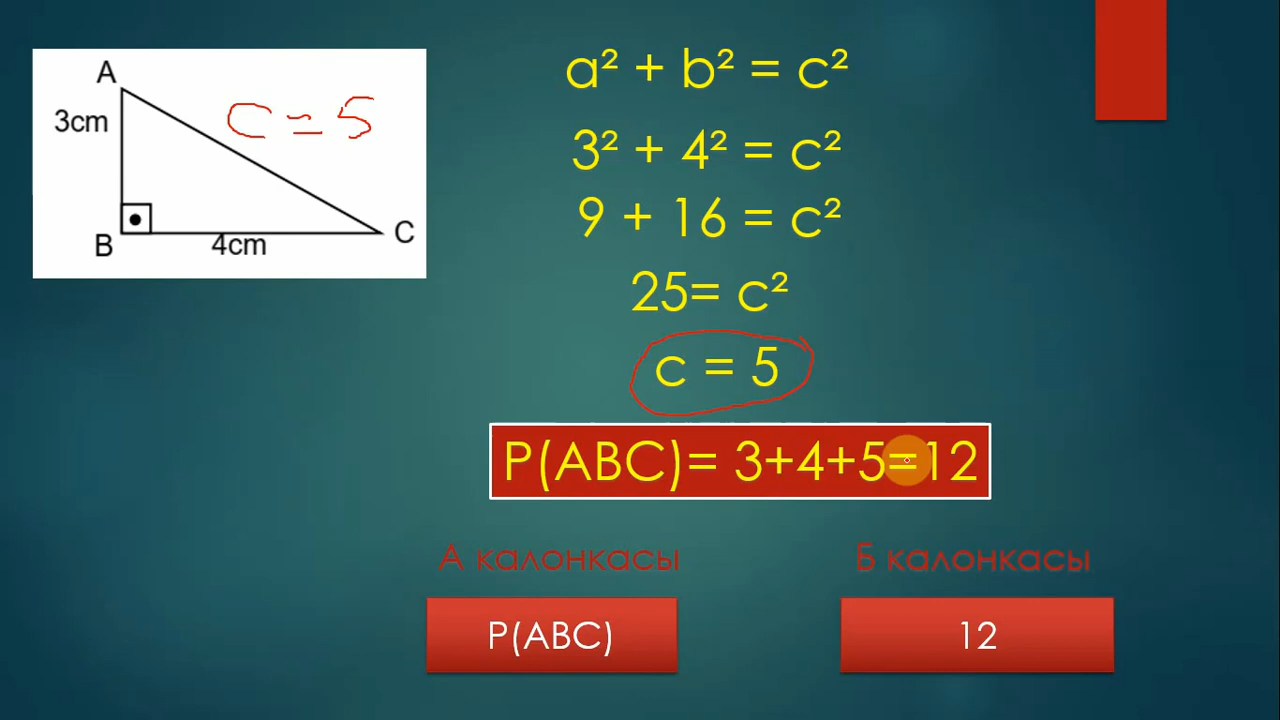 A
3cm
c = 5
B
4cm
C
a² + b² = c²
3² + 4² = c²
9 + 16 = c²
25= c²
c = 5
P(ABC)= 3+4+5=12
А калонкасы
Б калонкасы
P(ABC)
12